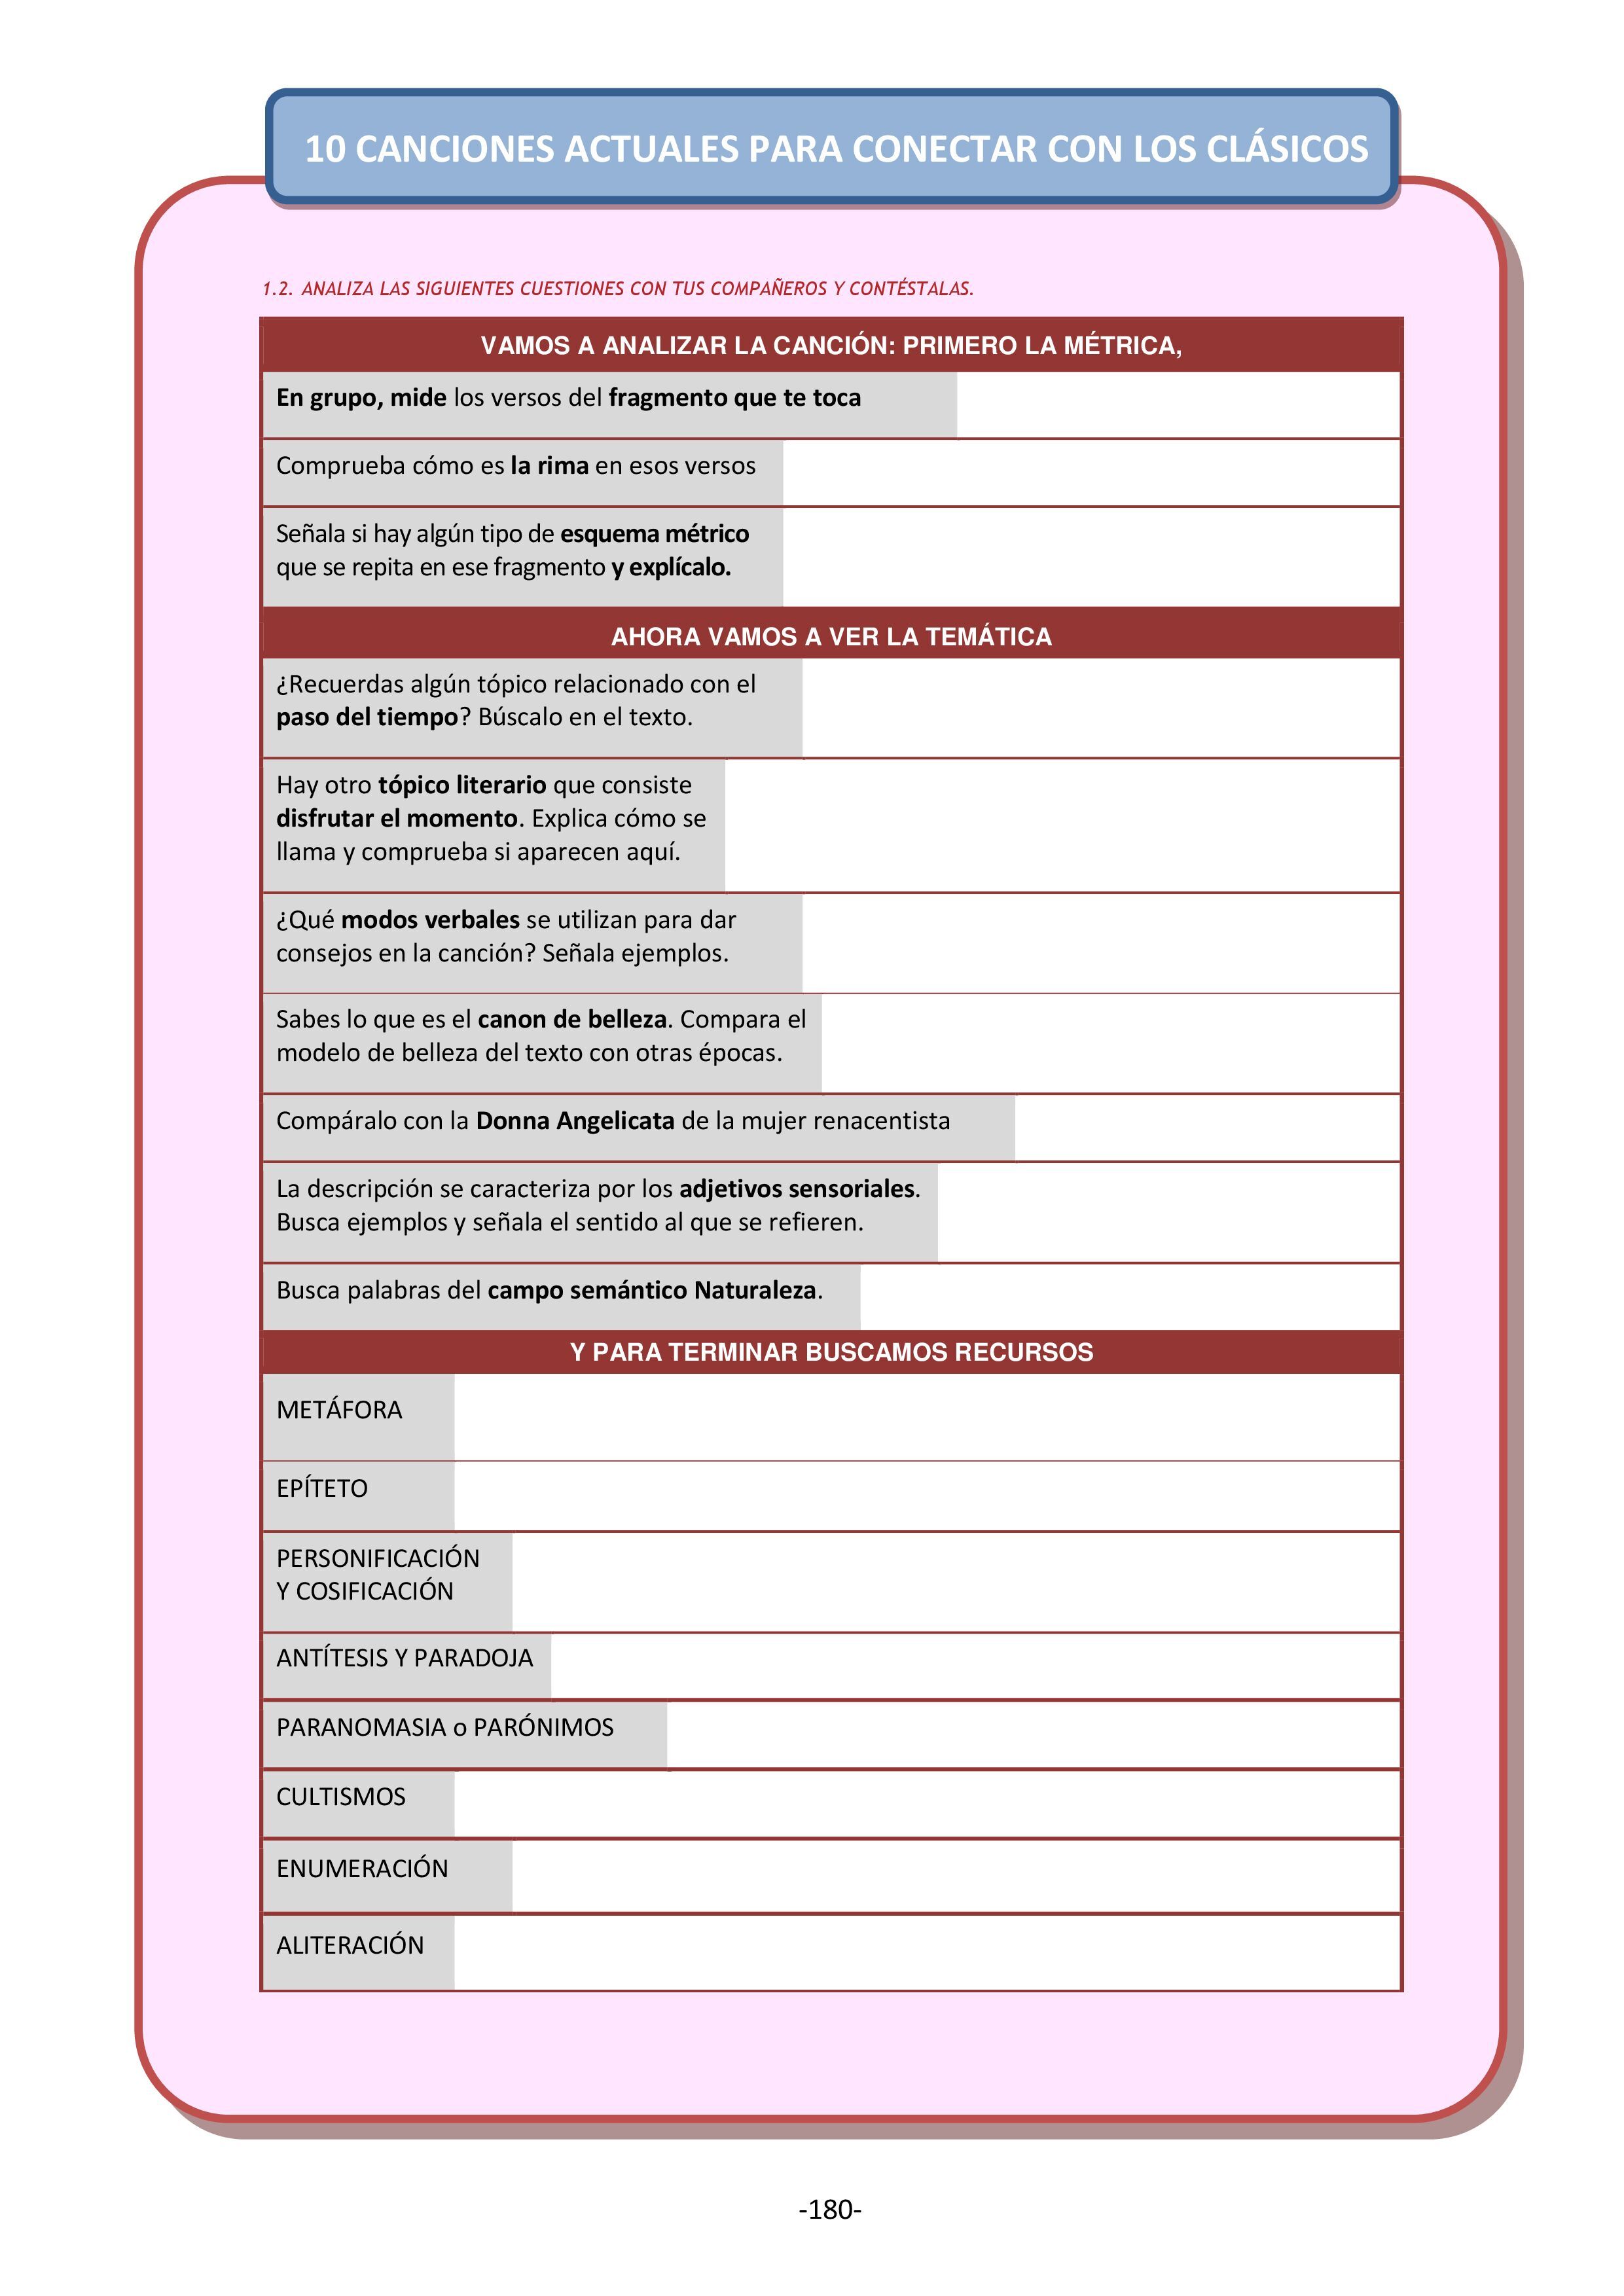 10 CANCIONES ACTUALES PARA CONECTAR CON LOS CLÁSICOS
1.2. ANALIZA LAS SIGUIENTES CUESTIONES CON TUS COMPAÑEROS Y CONTÉSTALAS.
VAMOS A ANALIZAR LA CANCIÓN: PRIMERO LA MÉTRICA,
En grupo, mide los versos del fragmento que te toca
Comprueba cómo es la rima en esos versos
Señala si hay algún tipo de esquema métrico
que se repita en ese fragmento y explícalo.
AHORA VAMOS A VER LA TEMÁTICA
¿Recuerdas algún tópico relacionado con el
paso del tiempo? Búscalo en el texto.
Hay otro tópico literario que consiste
disfrutar el momento. Explica cómo se
llama y comprueba si aparecen aquí.
¿Qué modos verbales se utilizan para dar
consejos en la canción? Señala ejemplos.
Sabes lo que es el canon de belleza. Compara el
modelo de belleza del texto con otras épocas.
Compáralo con la Donna Angelicata de la mujer renacentista
La descripción se caracteriza por los adjetivos sensoriales.
Busca ejemplos y señala el sentido al que se refieren.
Busca palabras del campo semántico Naturaleza.
Y PARA TERMINAR BUSCAMOS RECURSOS
METÁFORA
EPÍTETO
PERSONIFICACIÓN
Y COSIFICACIÓN
ANTÍTESIS Y PARADOJA
PARANOMASIA o PARÓNIMOS
CULTISMOS
ENUMERACIÓN
ALITERACIÓN
-180-